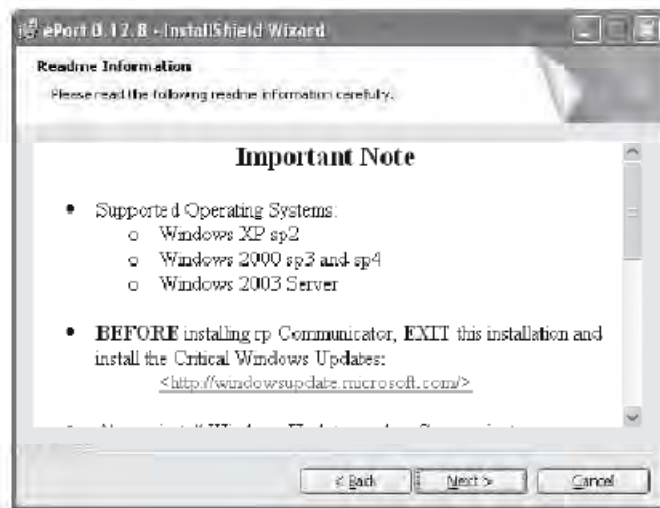 ePort 0.12.8 - InstallShield Wizard
Readme Information
Please read the following readme information carefully.
Important Note
• Supported Operating Systems:
o Windows XP sp2
o Windows 2000 sp3 and sp4
o Windows 2003 Server
• BEFORE installing rp Communicator, EXIT this installation and
install the Critical Windows Updates:
<http://windowsupdate.microsoft.com/>
< Back
Next >
Cancel